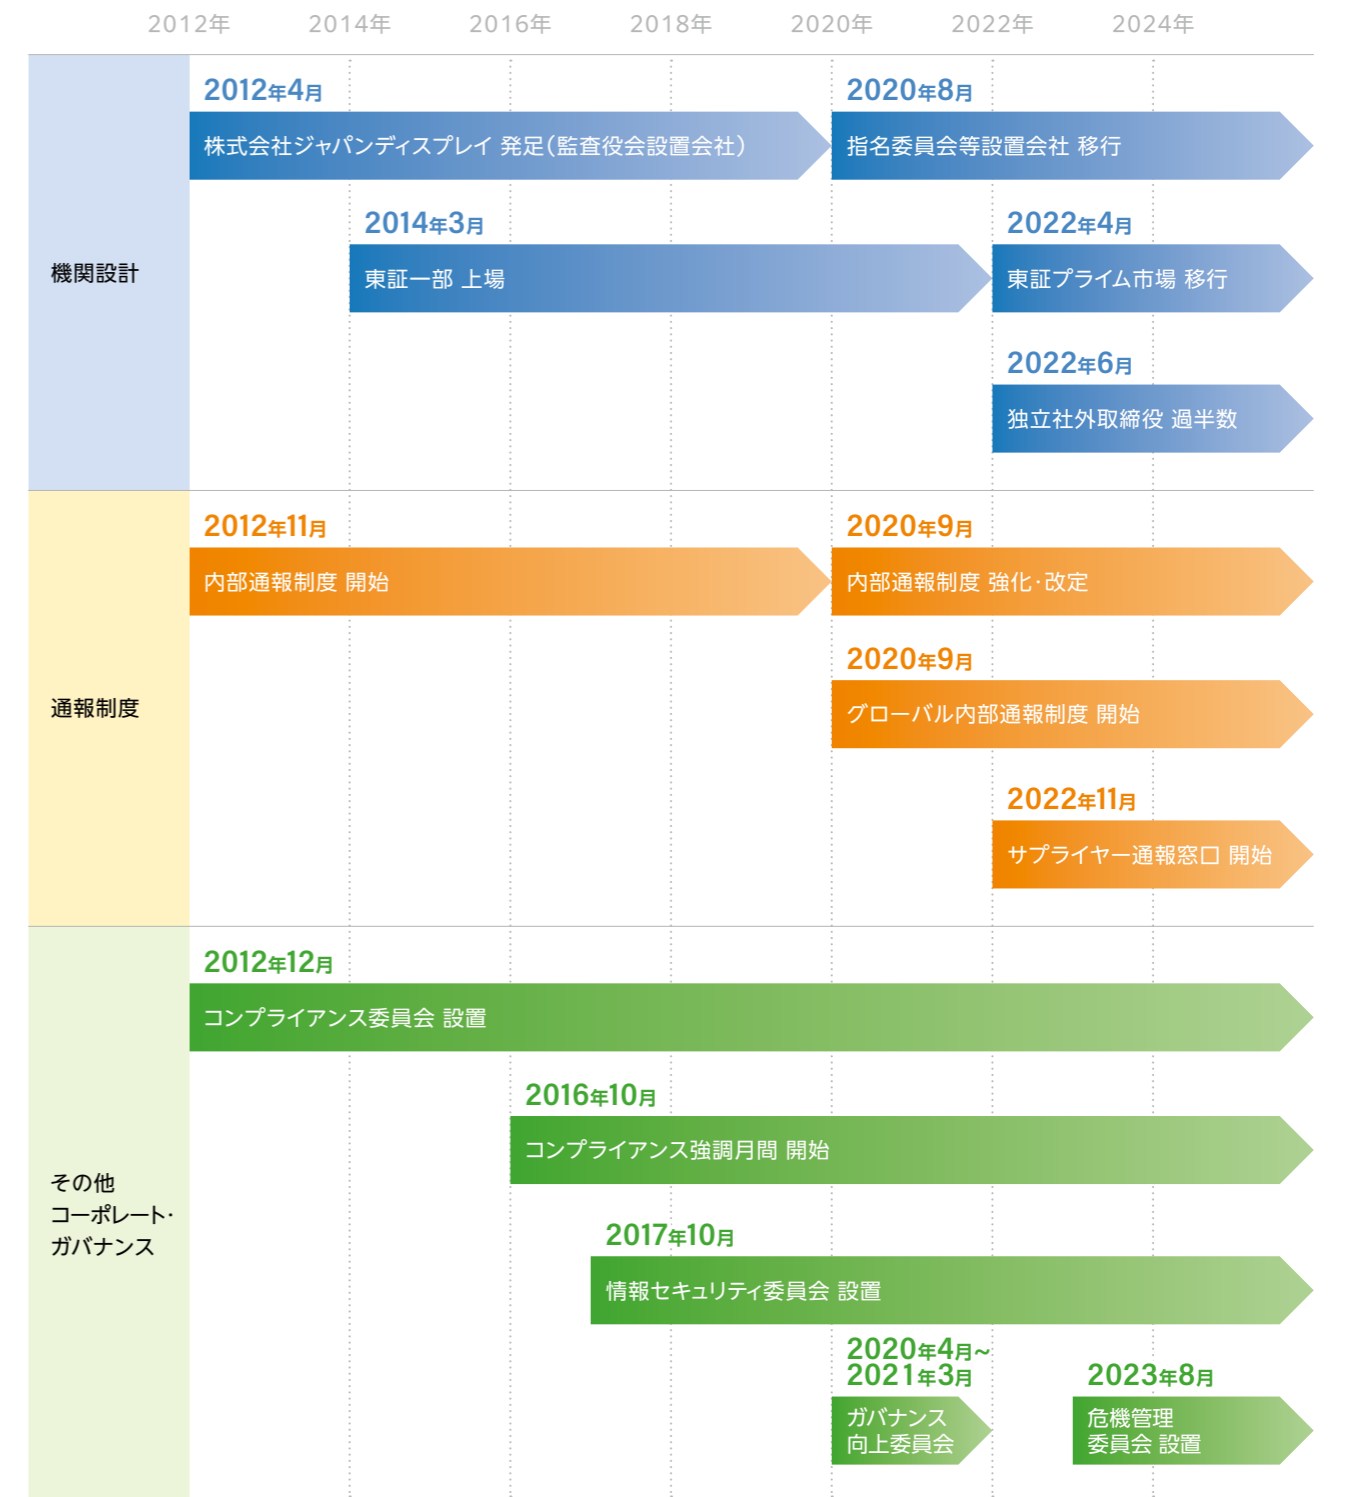 2012年 2014年 2016年 2018年 2020年 2022年 2024年
機関設計
2012年4月
株式会社ジャパンディスプレイ 発足(監査役会設置会社)
2020年8月
指名委員会等設置会社 移行
2014年3月
東証一部 上場
2022年4月
東証プライム市場 移行
2022年6月
独立社外取締役 過半数
通報制度
2012年11月
内部通報制度 開始
2020年9月
内部通報制度 強化・改定
2020年9月
グローバル内部通報制度 開始
2022年11月
サプライヤー通報窓口 開始
その他
コーポレート・
ガバナンス
2012年12月
コンプライアンス委員会 設置
2016年10月
コンプライアンス強調月間 開始
2017年10月
情報セキュリティ委員会 設置
2020年4月~
2021年3月
ガバナンス
向上委員会
2023年8月
危機管理
委員会 設置